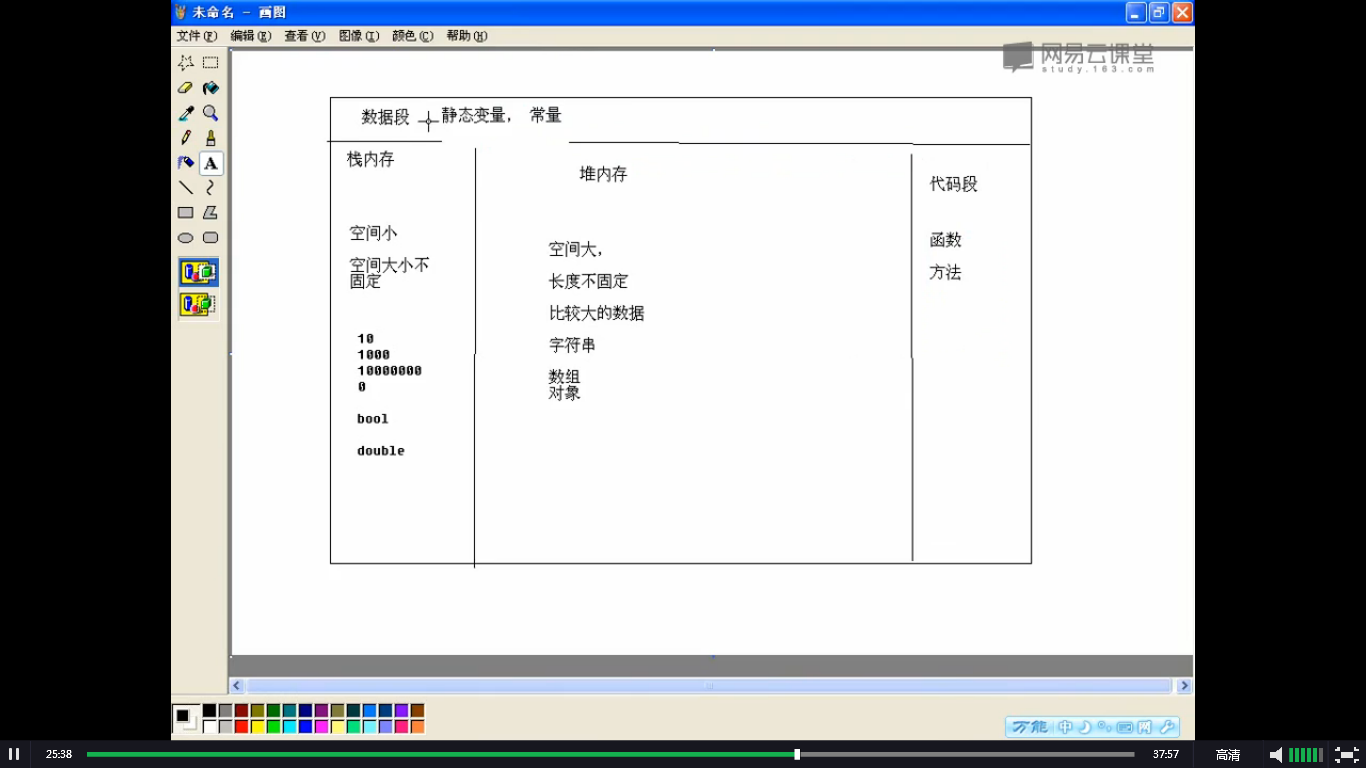 未命名 - 画图
文件(F) 编辑(E) 查看(V) 图像(I) 颜色(C) 帮助(H)
网易云课堂
study.163.com
数据段 静态变量， 常量
栈内存
空间小
空间大小不
固定
10
1000
10000000
0
bool
double
堆内存
空间大，
长度不固定
比较大的数据
字符串
数组
对象
代码段
函数
方法
A
万能 中
25:38
37:57
高清